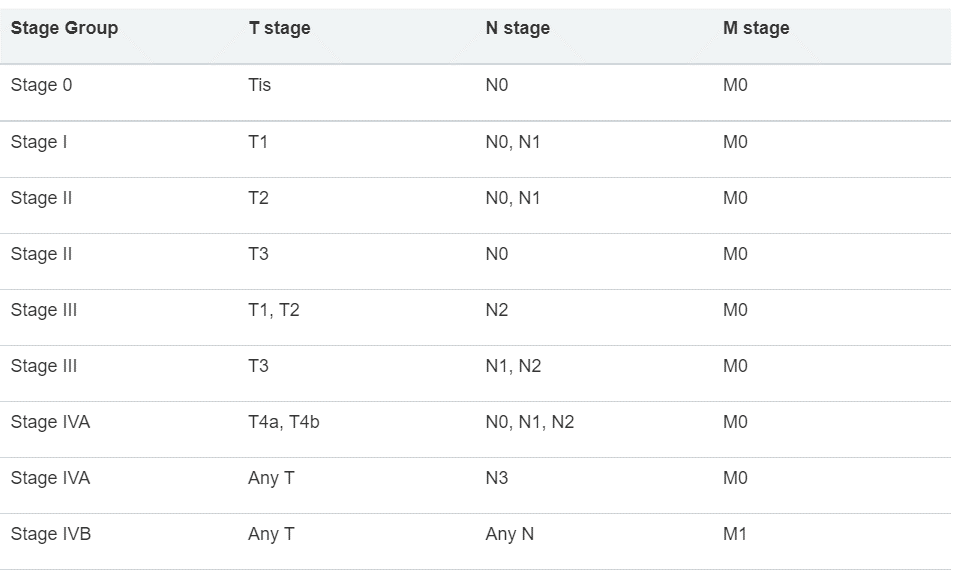 Stage Group T stage N stage M stage
Stage 0 Tis N0 M0
Stage I T1 N0, N1 M0
Stage II T2 N0, N1 M0
Stage II T3 N0 M0
Stage III T1, T2 N2 M0
Stage III T3 N1, N2 M0
Stage IVA T4a, T4b N0, N1, N2 M0
Stage IVA Any T N3 M0
Stage IVB Any T Any N M1